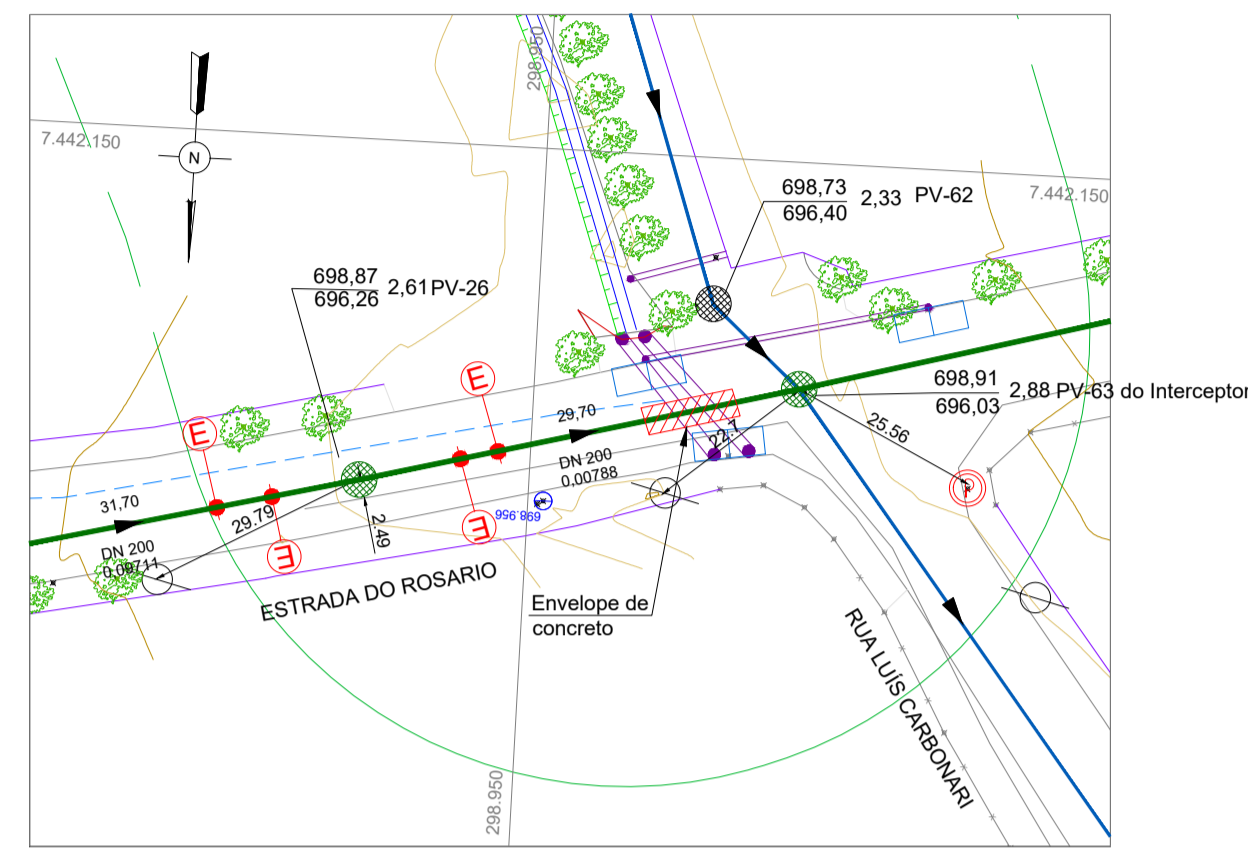 298.950
7.442.150
N
7.442.150
698,73
696,40
2,33 PV-62
698,87
696,26
2,61 PV-26
698,91
696,03
2,88 PV-63 do Interceptor
E
E
29,70
25.56
22.7
DN 200
0,00788
31,70
29.79
2.49
698.956
DN 200
0,09711
E
E
ESTRADA DO ROSARIO
Envelope de
concreto
RUA LUÍS CARBONARI
298.950